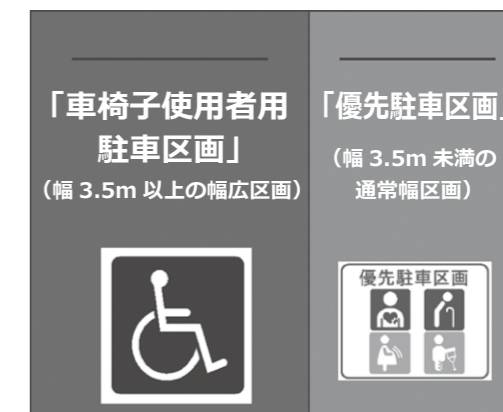 「車椅子使用者用
駐車区画」
（幅 3.5m 以上の幅広区画）
「優先駐車区画」
（幅 3.5m 未満の
通常幅区画）
優先駐車区画